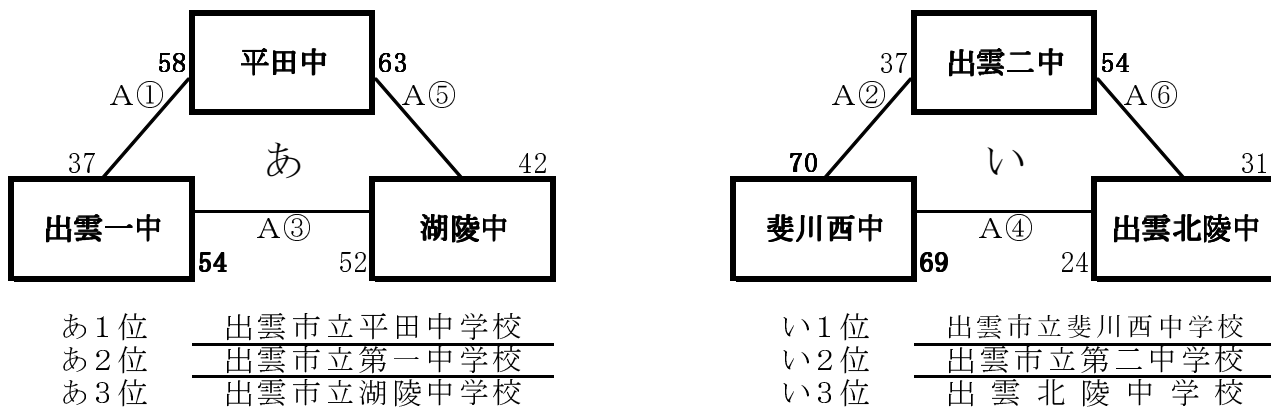 平田中
58
63
A①
A⑤
あ
37
42
出雲一中
湖陵中
A③
54
52
あ1位 出雲市立平田中学校
あ2位 出雲市立第一中学校
あ3位 出雲市立湖陵中学校
出雲二中
37
54
A②
A⑥
い
70
31
斐川西中
出雲北陵中
A④
69
24
い1位 出雲市立斐川西中学校
い2位 出雲市立第二中学校
い3位 出雲北陵中学校